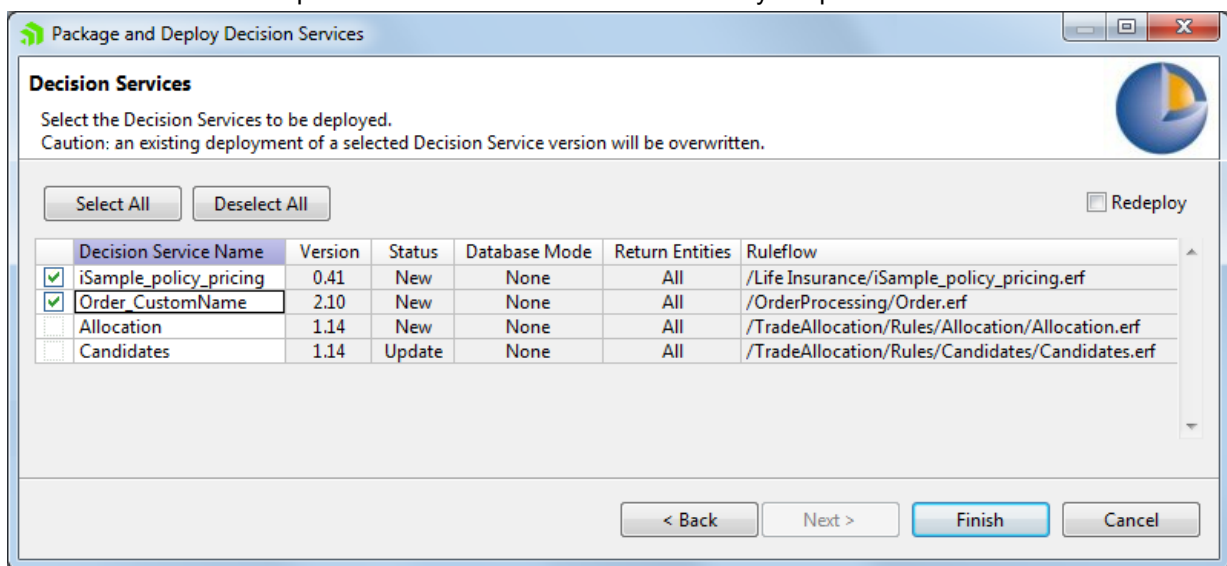 Package and Deploy Decision Services
Decision Services
Select the Decision Services to be deployed.
Caution: an existing deployment of a selected Decision Service version will be overwritten.
Select All Deselect All Redeploy
Decision Service Name Version Status Database Mode Return Entities Ruleflow
iSample_policy_pricing 0.41 New None All /Life Insurance/iSample_policy_pricing.erf
Order_CustomName 2.10 New None All /OrderProcessing/Order.erf
Allocation 1.14 New None All /TradeAllocation/Rules/Allocation/Allocation.erf
Candidates 1.14 Update None All /TradeAllocation/Rules/Candidates/Candidates.erf
< Back Next > Finish Cancel